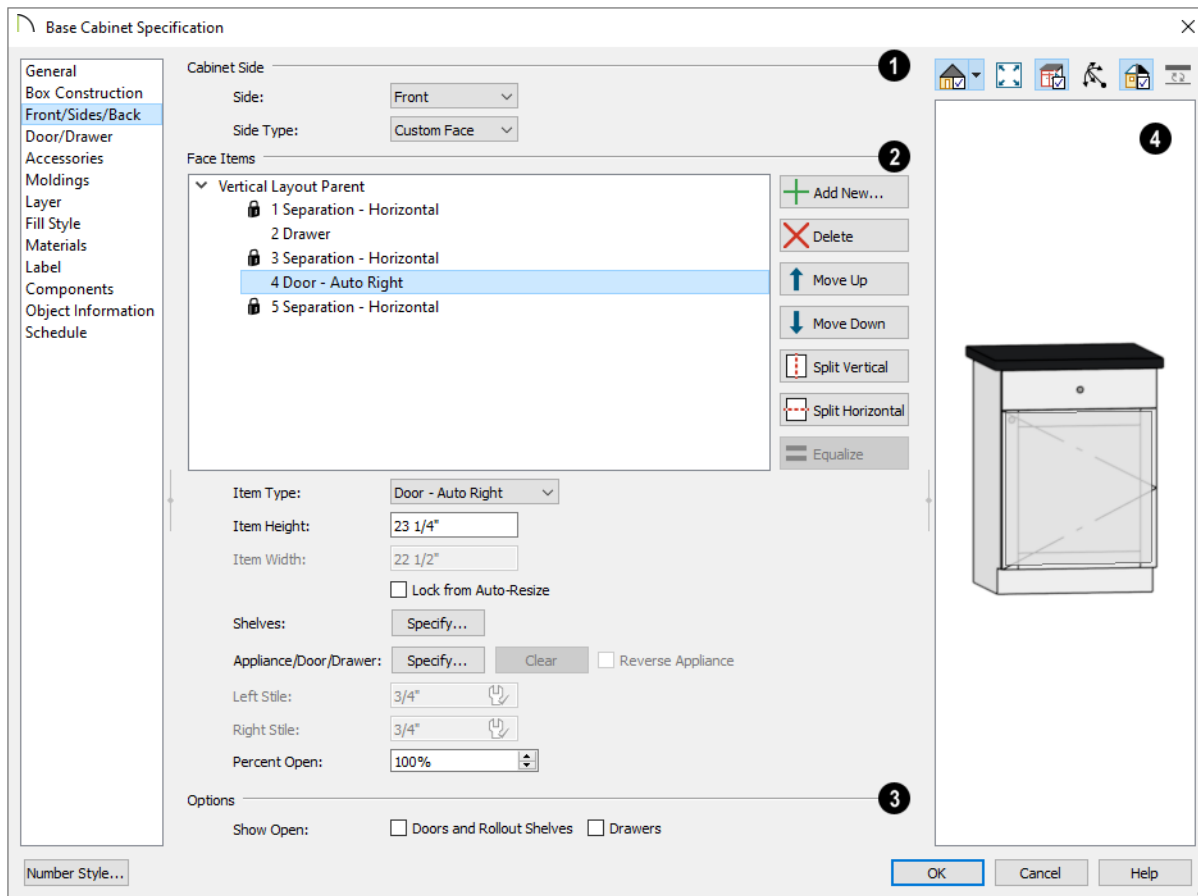 Base Cabinet Specification
General
Box Construction
Front/Sides/Back
Door/Drawer
Accessories
Moldings
Layer
Fill Style
Materials
Label
Components
Object Information
Schedule
Cabinet Side
1
Side: Front
Side Type: Custom Face
Face Items
2
Vertical Layout Parent
1 Separation - Horizontal
2 Drawer
3 Separation - Horizontal
4 Door - Auto Right
5 Separation - Horizontal
Add New...
Delete
Move Up
Move Down
Split Vertical
Split Horizontal
Equalize
Item Type: Door - Auto Right
Item Height: 23 1/4"
Item Width: 22 1/2"
Lock from Auto-Resize
Shelves: Specify...
Appliance/Door/Drawer: Specify... Clear Reverse Appliance
Left Stile: 3/4"
Right Stile: 3/4"
Percent Open: 100%
Options
3
Show Open: Doors and Rollout Shelves Drawers
4
Number Style... OK Cancel Help